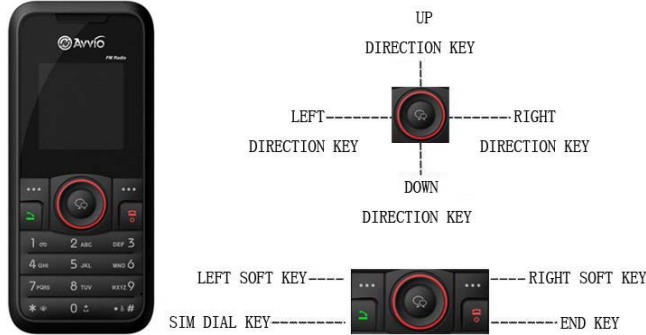 Avvio
FM Radio
1
2 ABC
DEF 3
4 GHI
5 JKL
MNO 6
7 PQRS
8 TUV
WXYZ 9
*
0
#
UP
DIRECTION KEY
LEFT
RIGHT
DIRECTION KEY
DIRECTION KEY
DOWN
DIRECTION KEY
LEFT SOFT KEY
RIGHT SOFT KEY
SIM DIAL KEY
END KEY